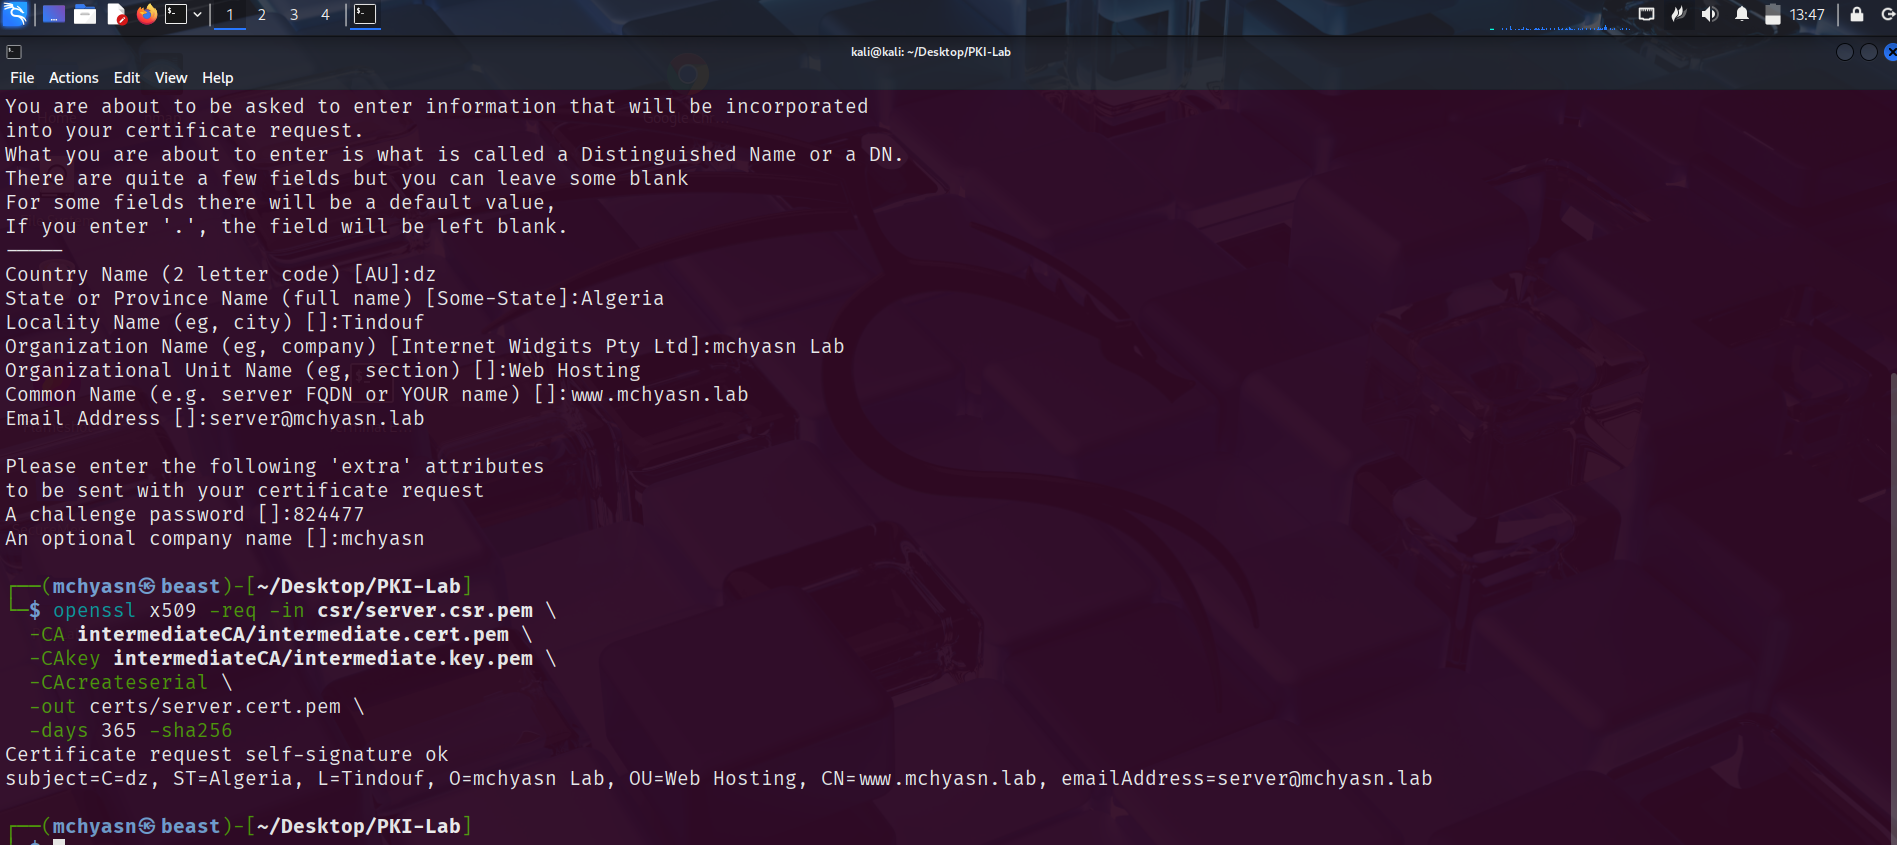 1 2 3 4 13:47
kali@kali: ~/Desktop/PKI-Lab
File Actions Edit View Help
You are about to be asked to enter information that will be incorporated
into your certificate request.
What you are about to enter is what is called a Distinguished Name or a DN.
There are quite a few fields but you can leave some blank
For some fields there will be a default value,
If you enter '.', the field will be left blank.
-----
Country Name (2 letter code) [AU]:dz
State or Province Name (full name) [Some-State]:Algeria
Locality Name (eg, city) []:Tindouf
Organization Name (eg, company) [Internet Widgits Pty Ltd]:mchyasn Lab
Organizational Unit Name (eg, section) []:Web Hosting
Common Name (e.g. server FQDN or YOUR name) []:www.mchyasn.lab
Email Address []:server@mchyasn.lab
Please enter the following 'extra' attributes
to be sent with your certificate request
A challenge password []:824477
An optional company name []:mchyasn
┌──(mchyasn㉿beast)-[~/Desktop/PKI-Lab]
└─$ openssl x509 -req -in csr/server.csr.pem \
-CA intermediateCA/intermediate.cert.pem \
-CAkey intermediateCA/intermediate.key.pem \
-CAcreateserial \
-out certs/server.cert.pem \
-days 365 -sha256
Certificate request self-signature ok
subject=C=dz, ST=Algeria, L=Tindouf, O=mchyasn Lab, OU=Web Hosting, CN=www.mchyasn.lab, emailAddress=server@mchyasn.lab
┌──(mchyasn㉿beast)-[~/Desktop/PKI-Lab]
└─$